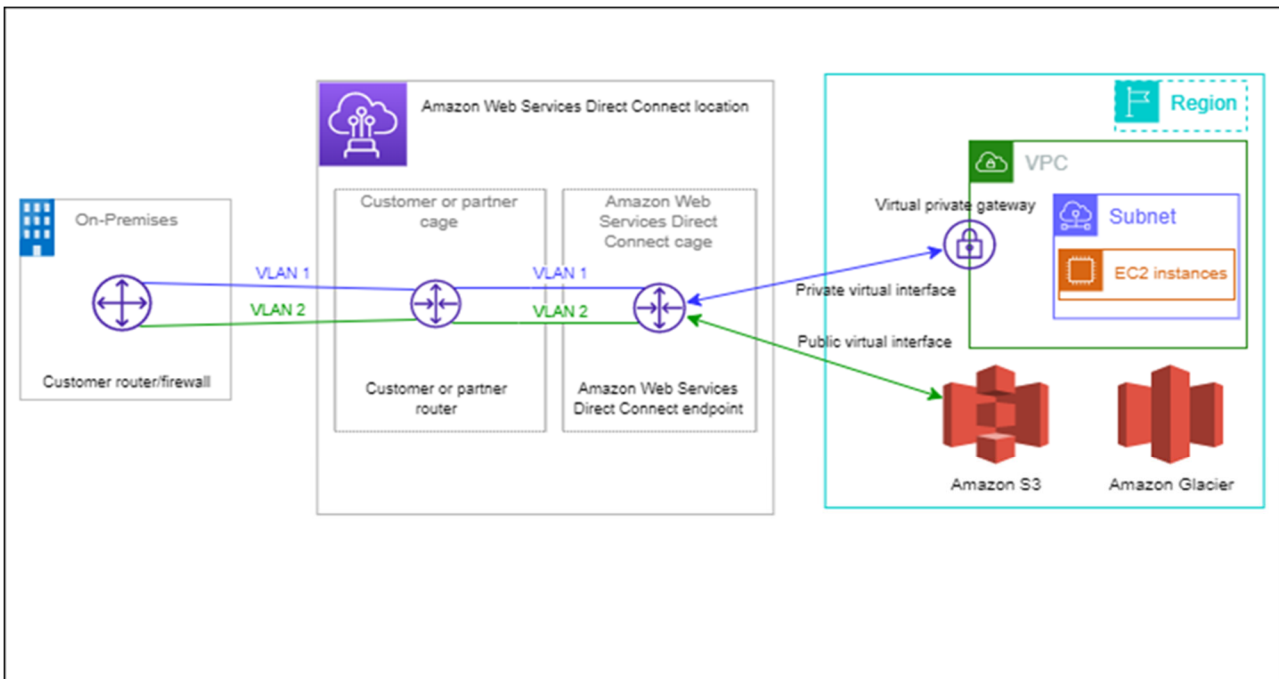 Amazon Web Services Direct Connect location
Region
VPC
Customer or partner
cage
Amazon Web
Services Direct
Connect cage
Virtual private gateway
Subnet
On-Premises
EC2 instances
VLAN 1
VLAN 1
Private virtual interface
VLAN 2
VLAN 2
Public virtual interface
Customer router/firewall
Customer or partner
router
Amazon Web Services
Direct Connect endpoint
Amazon S3
Amazon Glacier